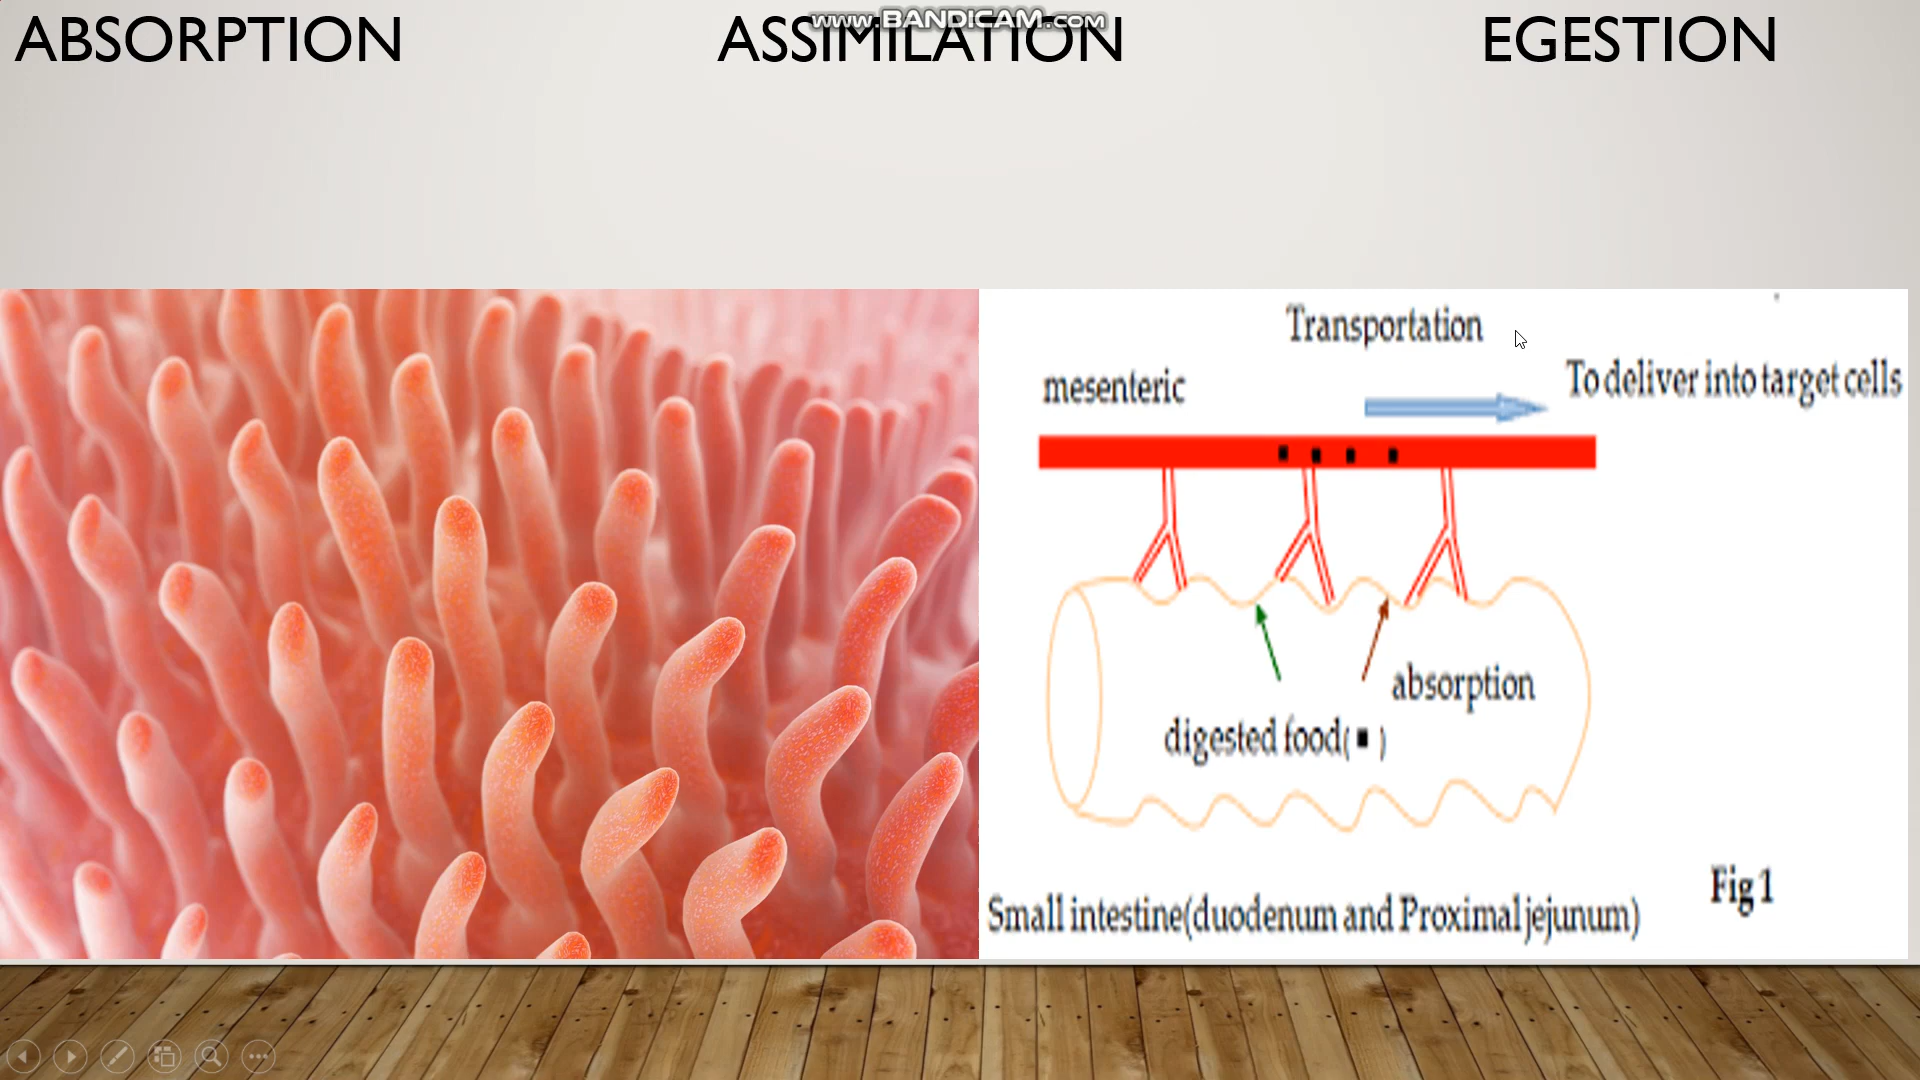 www.BANDICAM.com
ABSORPTION ASSIMILATION EGESTION
Transportation
mesenteric
To deliver into target cells
absorption
digested food(■ )
Small intestine(duodenum and Proximal jejunum)
Fig 1